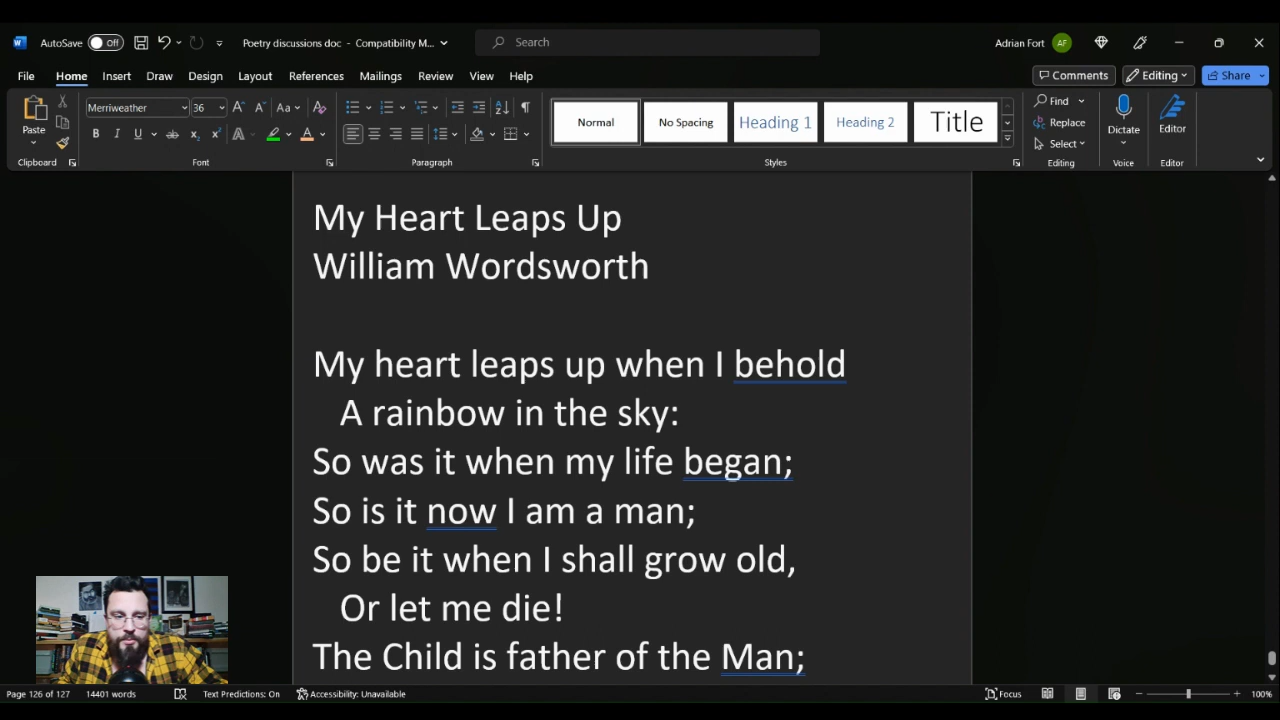 AutoSave Off Poetry discussions doc - Compatibility M... Search Adrian Fort AF
File Home Insert Draw Design Layout References Mailings Review View Help Comments Editing Share
Paste Merriweather 36 Aa Normal No Spacing Heading 1 Heading 2 Title Find Replace Select Dictate Editor
Clipboard Font Paragraph Styles Editing Voice Editor
My Heart Leaps Up
William Wordsworth
My heart leaps up when I behold
A rainbow in the sky:
So was it when my life began;
So is it now I am a man;
So be it when I shall grow old,
Or let me die!
The Child is father of the Man;
Page 126 of 127 14401 words Text Predictions: On Accessibility: Unavailable Focus 100%